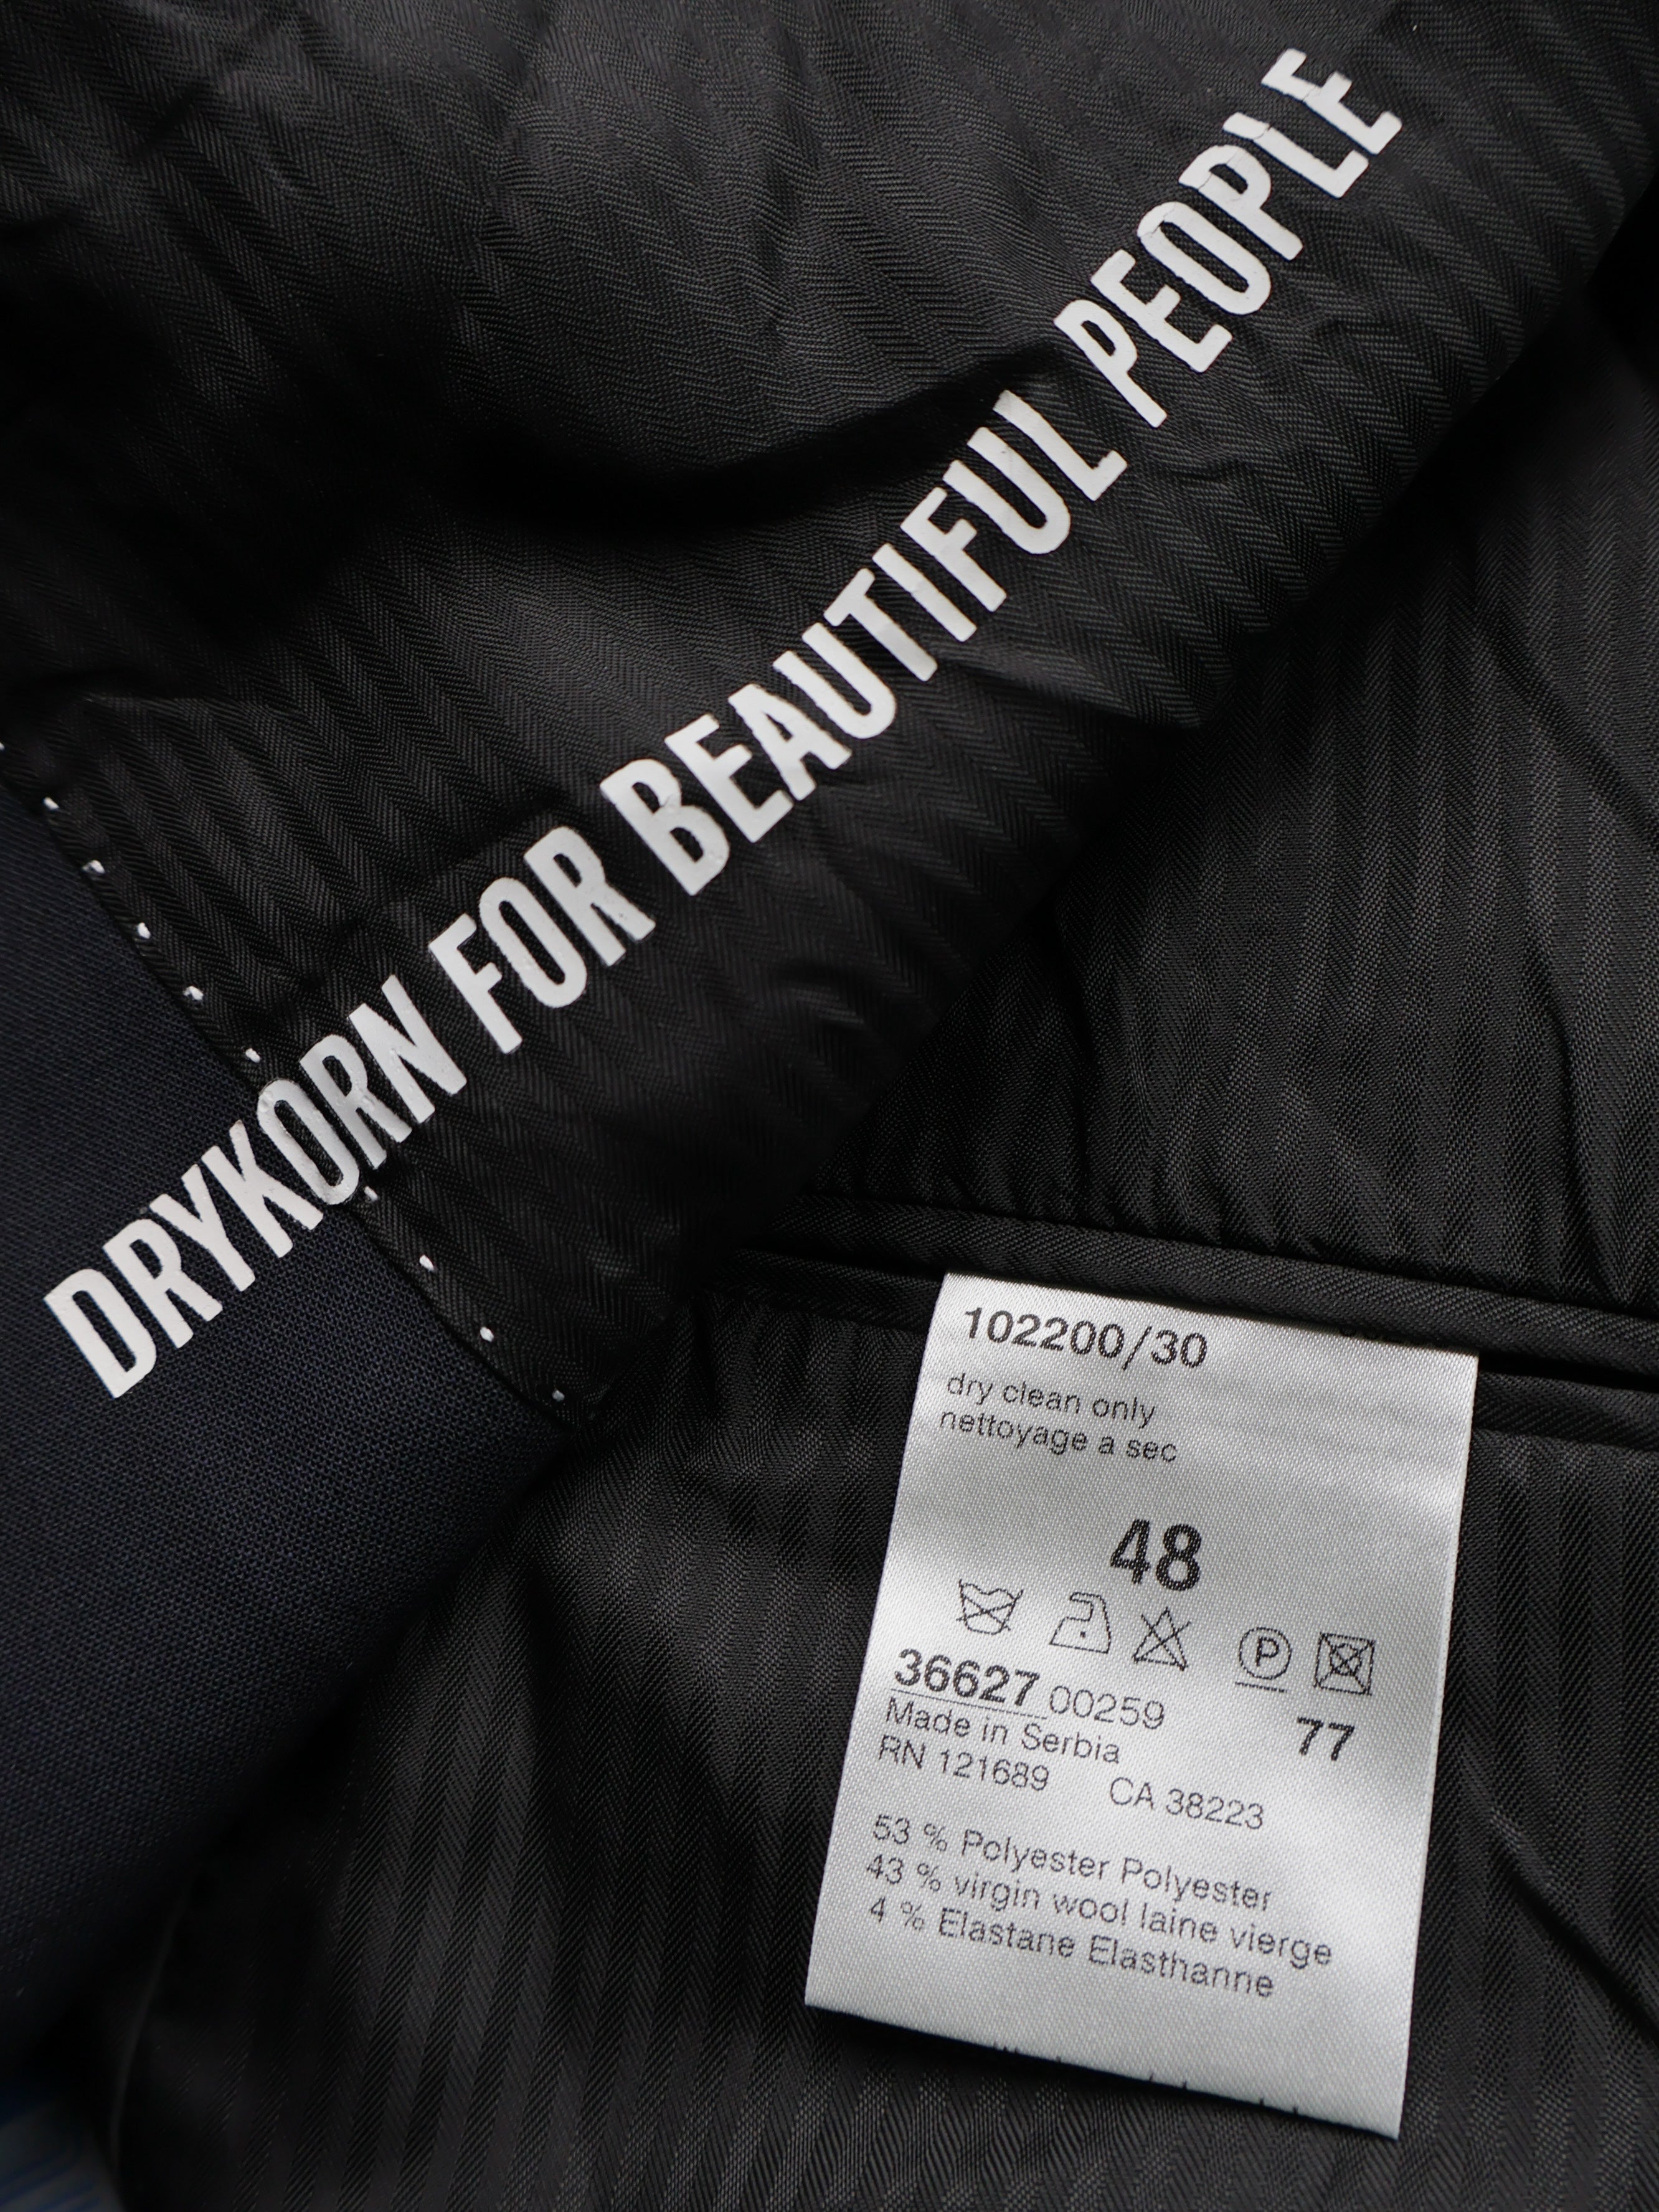 DRYKORN FOR BEAUTIFUL PEOPLE
102200/30
dry clean only
nettoyage a sec
48
P
36627 00259 77
Made in Serbia
RN 121689 CA 38223
53 % Polyester Polyester
43 % virgin wool laine vierge
4 % Elastane Elasthanne